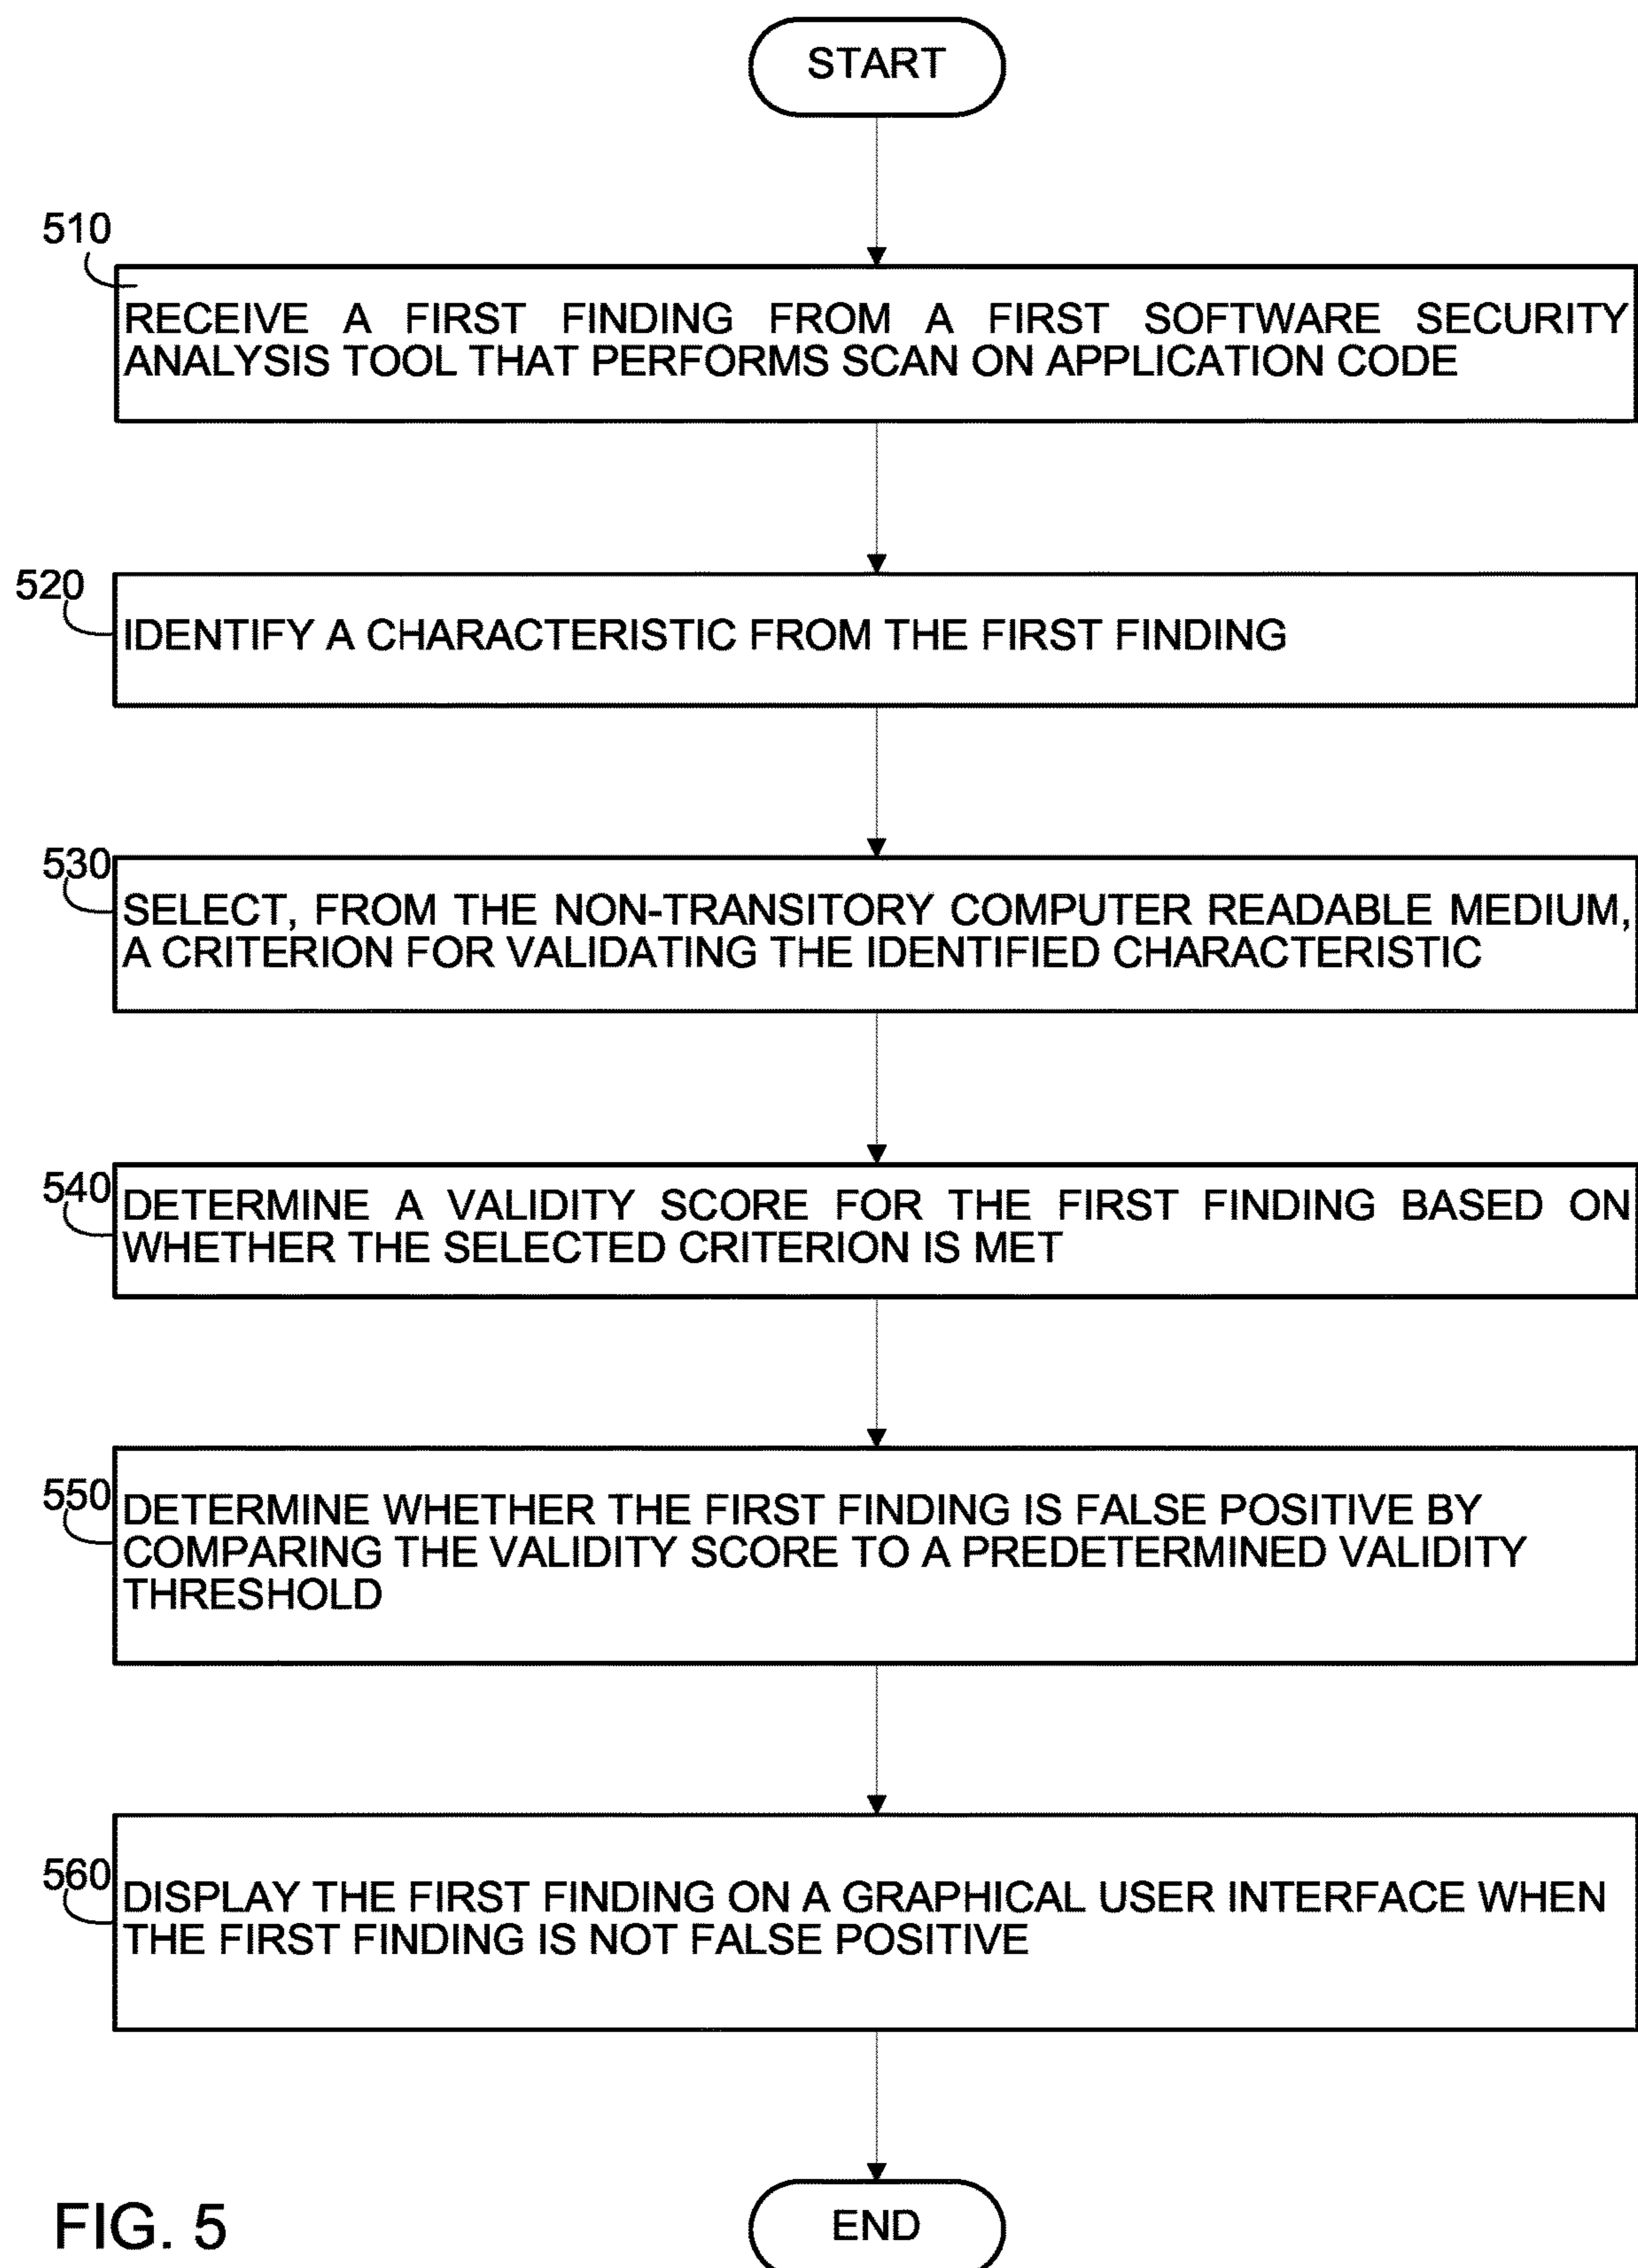 START
510
RECEIVE A FIRST FINDING FROM A FIRST SOFTWARE SECURITY
ANALYSIS TOOL THAT PERFORMS SCAN ON APPLICATION CODE
520
IDENTIFY A CHARACTERISTIC FROM THE FIRST FINDING
530
SELECT, FROM THE NON-TRANSITORY COMPUTER READABLE MEDIUM,
A CRITERION FOR VALIDATING THE IDENTIFIED CHARACTERISTIC
540
DETERMINE A VALIDITY SCORE FOR THE FIRST FINDING BASED ON
WHETHER THE SELECTED CRITERION IS MET
550
DETERMINE WHETHER THE FIRST FINDING IS FALSE POSITIVE BY
COMPARING THE VALIDITY SCORE TO A PREDETERMINED VALIDITY
THRESHOLD
560
DISPLAY THE FIRST FINDING ON A GRAPHICAL USER INTERFACE WHEN
THE FIRST FINDING IS NOT FALSE POSITIVE
END
FIG. 5